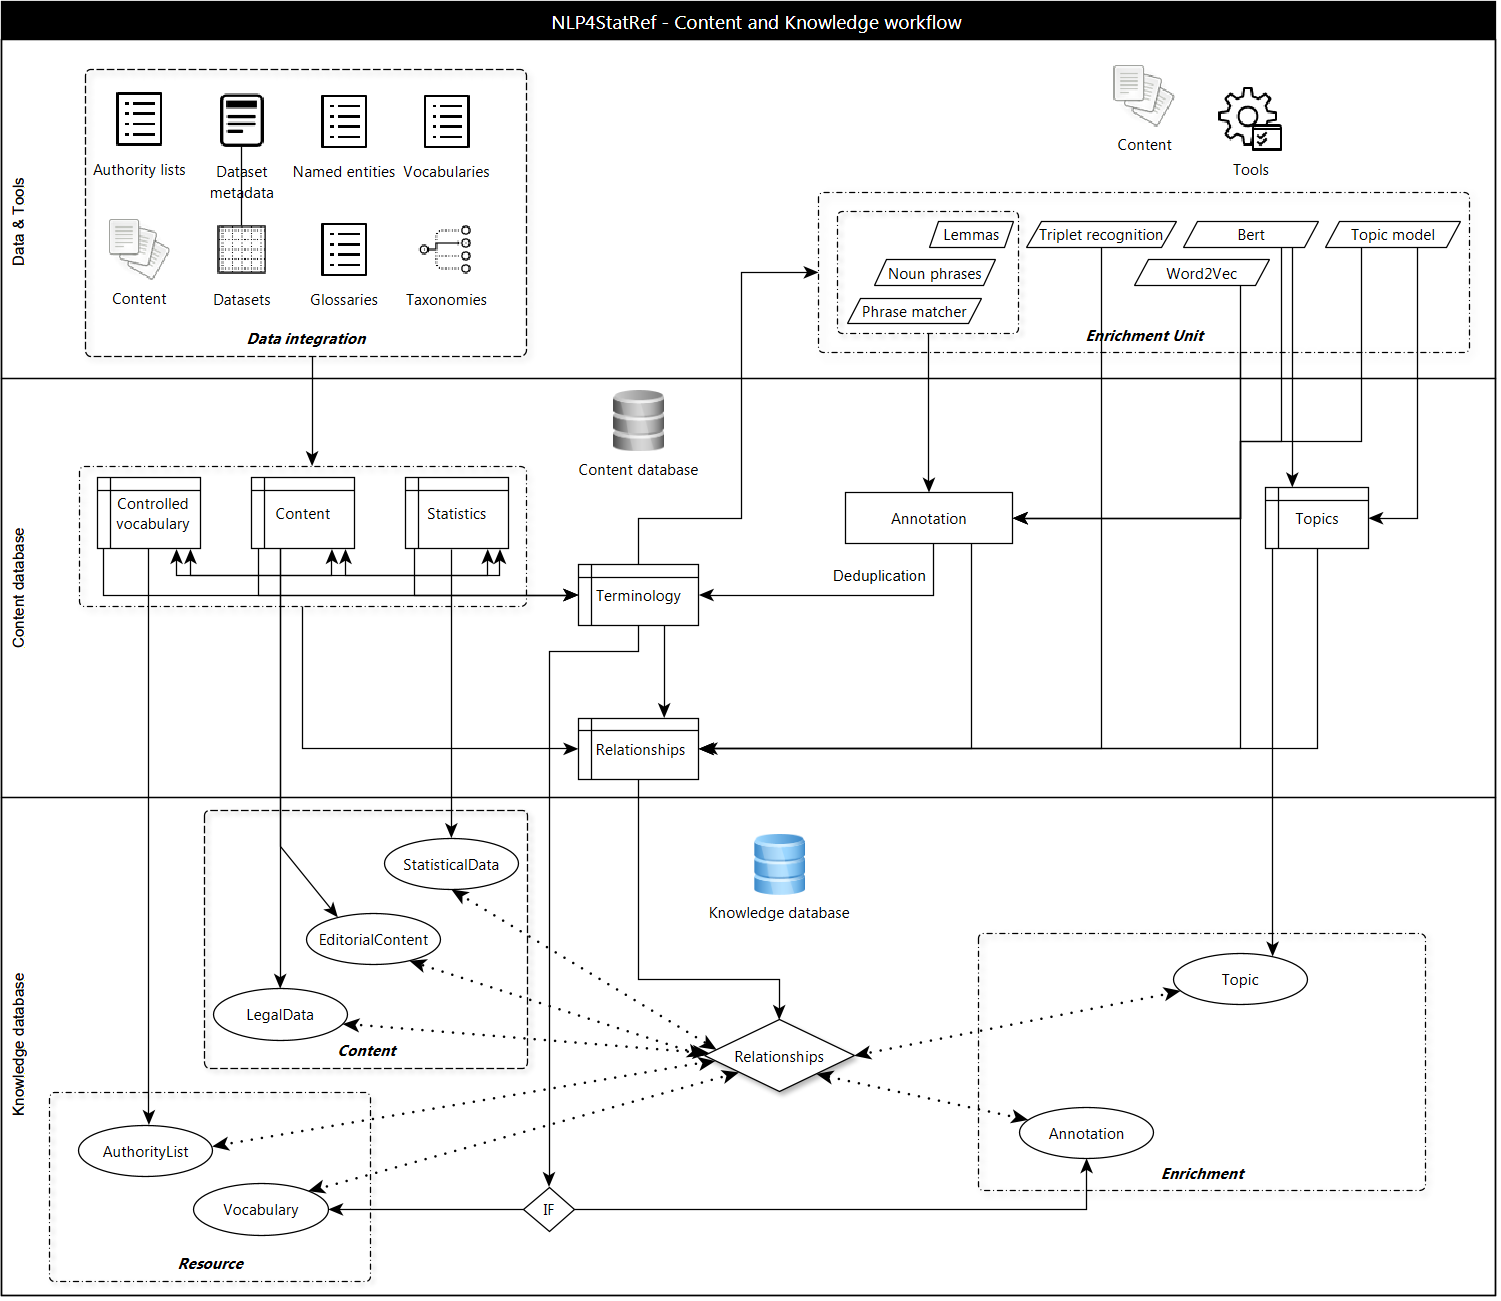 NLP4StatRef - Content and Knowledge workflow
Data & Tools
Authority lists
Dataset
metadata
Named entities
Vocabularies
Content
Datasets
Glossaries
Taxonomies
Data integration
Content
Tools
Lemmas
Triplet recognition
Bert
Topic model
Noun phrases
Word2Vec
Phrase matcher
Enrichment Unit
Content database
Content database
Controlled
vocabulary
Content
Statistics
Annotation
Topics
Deduplication
Terminology
Relationships
Knowledge database
StatisticalData
Knowledge database
EditorialContent
LegalData
Content
Topic
Relationships
Annotation
Enrichment
AuthorityList
Vocabulary
IF
Resource